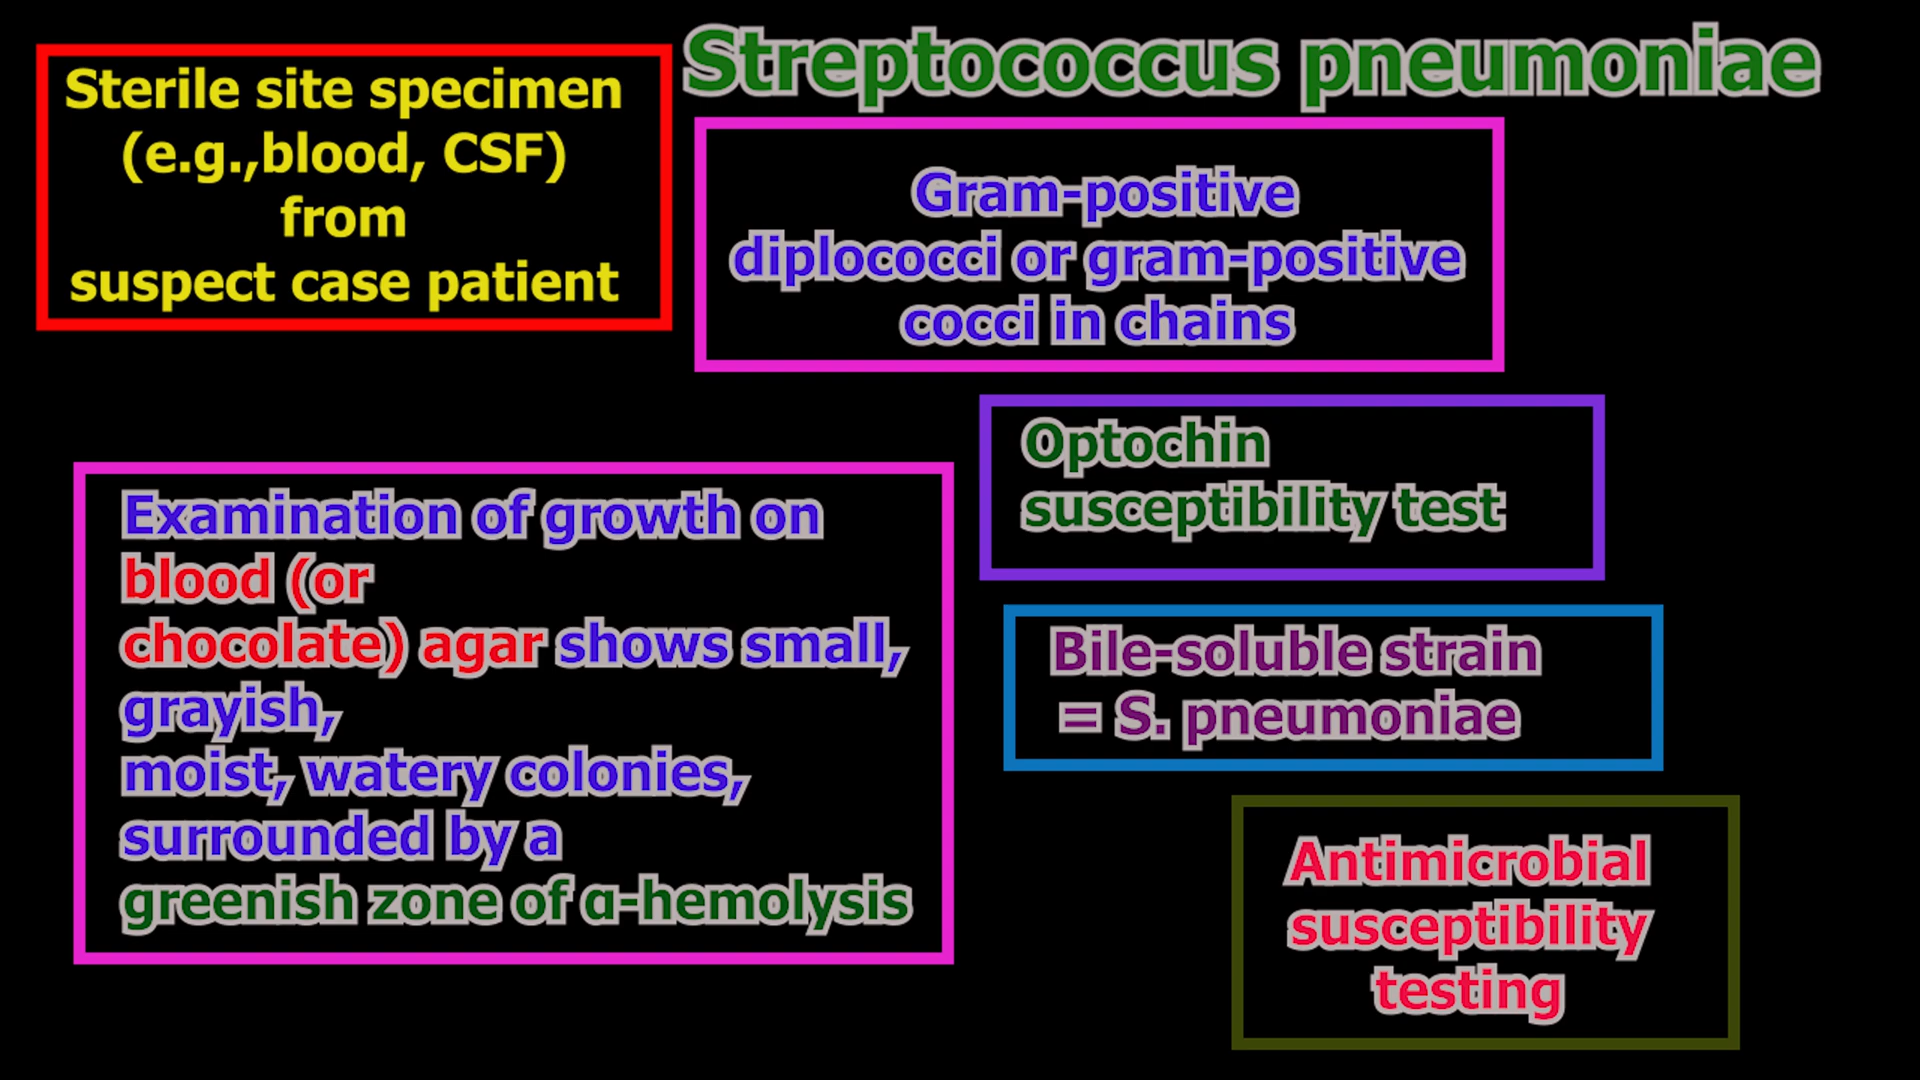 Streptococcus pneumoniae
Sterile site specimen
(e.g.,blood, CSF)
from
suspect case patient
Gram-positive
diplococci or gram-positive
cocci in chains
Examination of growth on
blood (or
chocolate) agar shows small,
grayish,
moist, watery colonies,
surrounded by a
greenish zone of α-hemolysis
Optochin
susceptibility test
Bile-soluble strain
= S. pneumoniae
Antimicrobial
susceptibility
testing